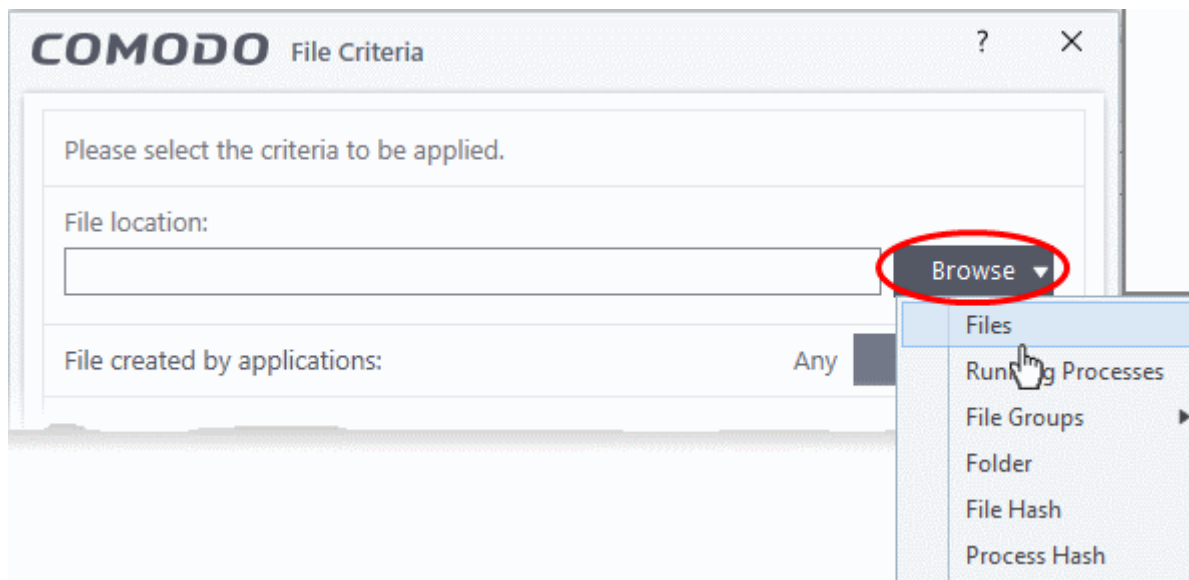 COMODO File Criteria ? X
Please select the criteria to be applied.
File location:
Browse
Files
File created by applications: Any
Running Processes
File Groups
Folder
File Hash
Process Hash